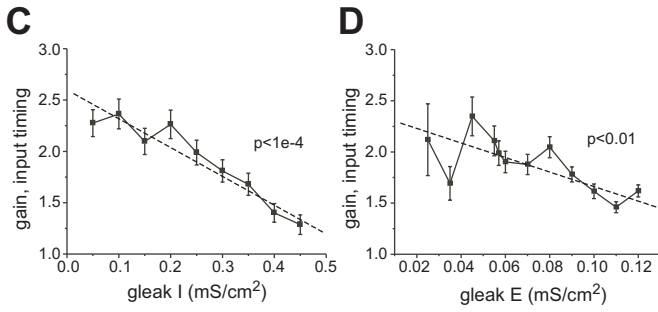 C
gain, input timing
3.0
2.5
2.0
1.5
1.0
p<1e-4
0.0 0.1 0.2 0.3 0.4 0.5
gleak I (mS/cm²)
D
gain, input timing
3.0
2.5
2.0
1.5
1.0
p<0.01
0.02 0.04 0.06 0.08 0.10 0.12
gleak E (mS/cm²)